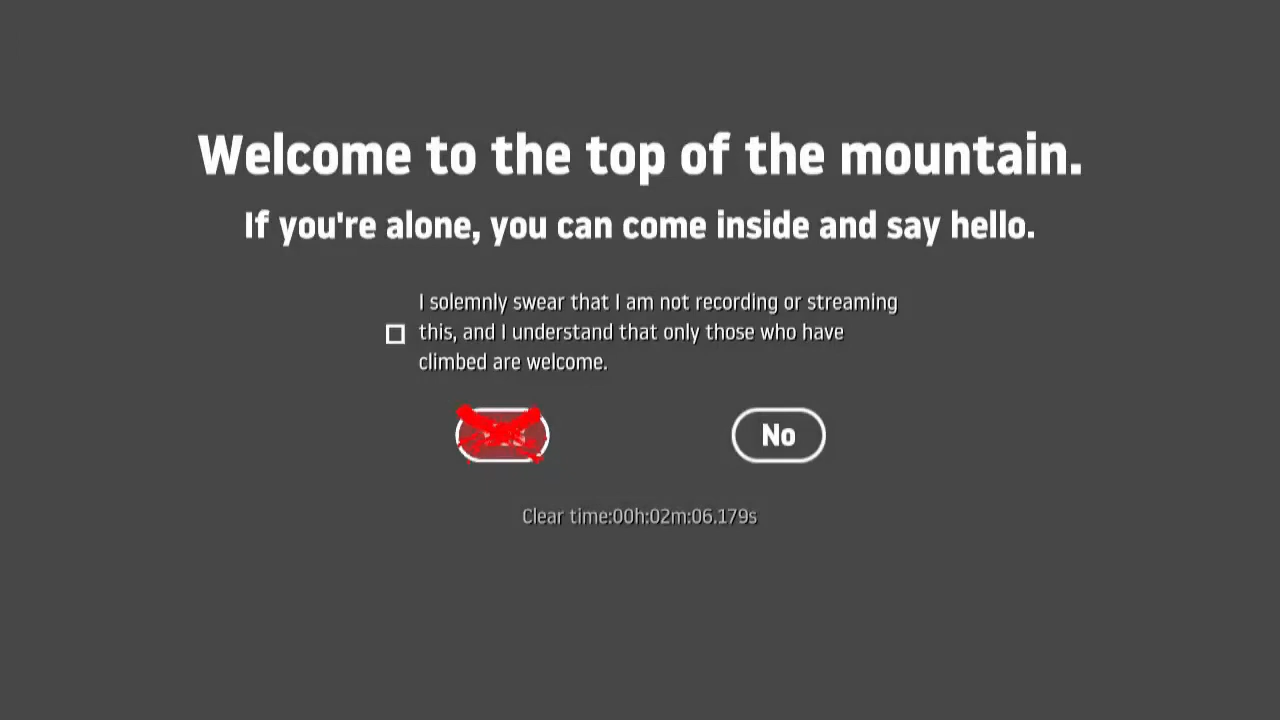 Welcome to the top of the mountain.
If you're alone, you can come inside and say hello.
I solemnly swear that I am not recording or streaming
this, and I understand that only those who have
climbed are welcome.
No
Clear time:00h:02m:06.179s